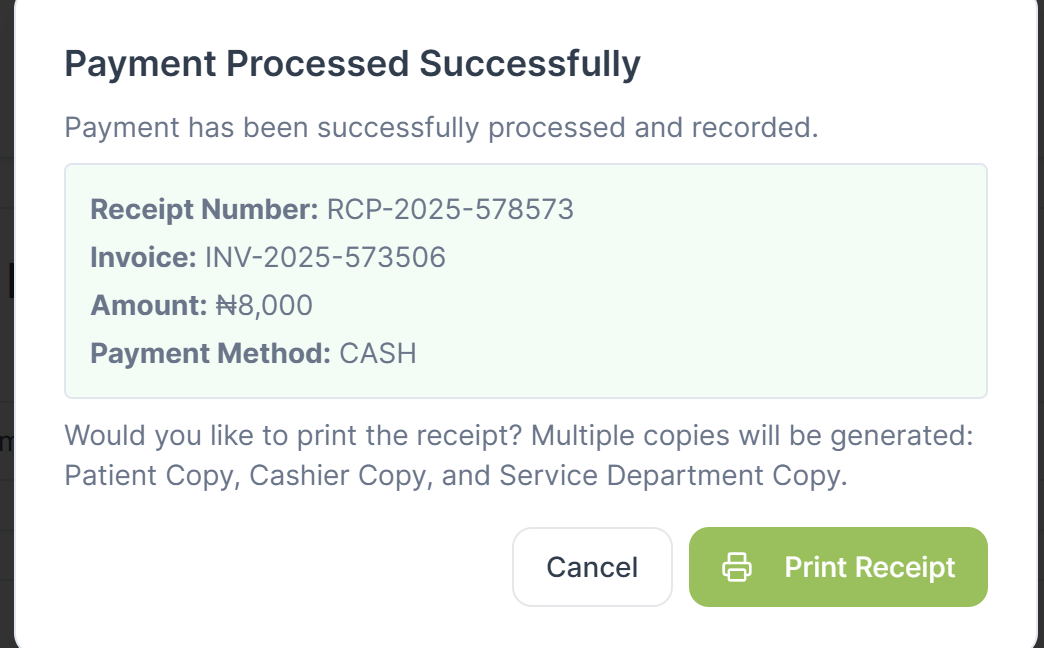 Payment Processed Successfully
Payment has been successfully processed and recorded.
Receipt Number: RCP-2025-578573
Invoice: INV-2025-573506
Amount: ₦8,000
Payment Method: CASH
Would you like to print the receipt? Multiple copies will be generated:
Patient Copy, Cashier Copy, and Service Department Copy.
Cancel
Print Receipt